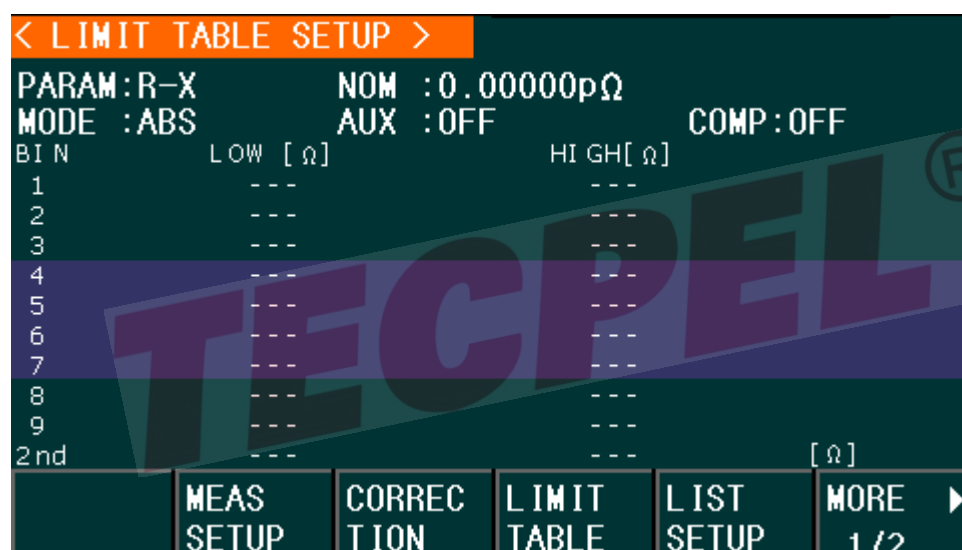 < LIMIT TABLE SETUP >
PARAM:R-X NOM :0.00000pΩ
MODE :ABS AUX :OFF COMP:OFF
BIN LOW [Ω] HIGH[Ω]
1 --- ---
2 --- ---
3 --- ---
4 --- ---
5 --- ---
6 --- ---
7 --- ---
8 --- ---
9 --- ---
2nd --- --- [Ω]
MEAS SETUP
CORREC TION
LIMIT TABLE
LIST SETUP
MORE 1/2
TECPEL®